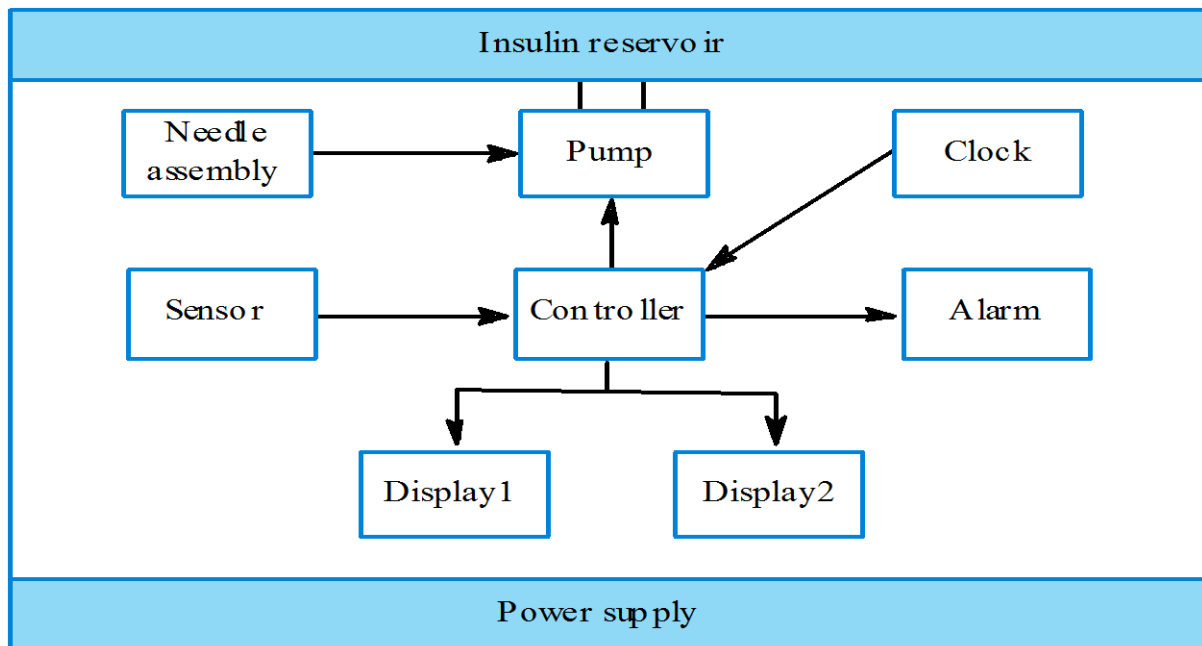 Insulin reservoir
Needle
assembly
Pump
Clock
Sensor
Controller
Alarm
Display1
Display2
Power supply